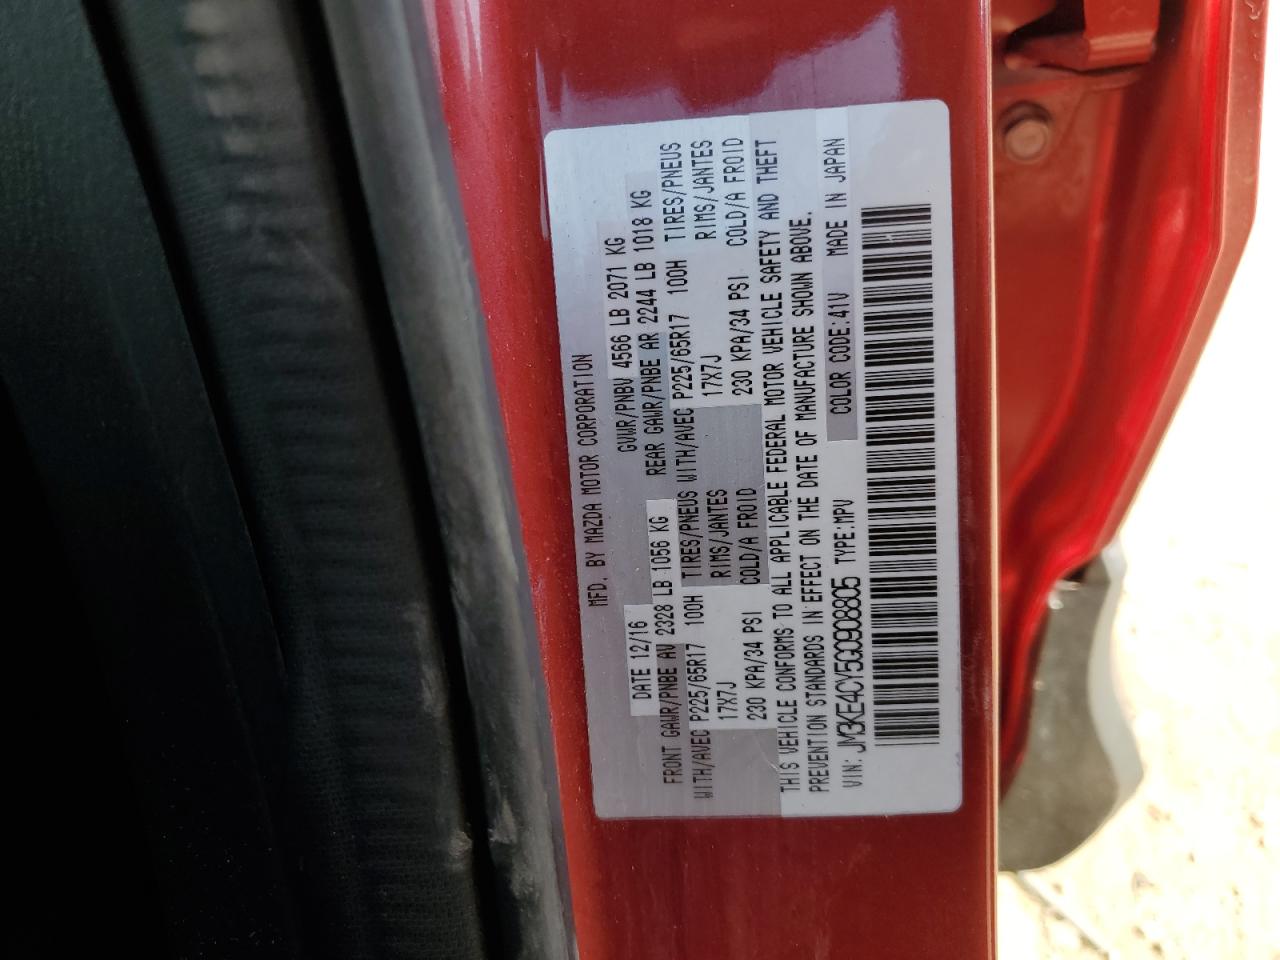 MFD. BY MAZDA MOTOR CORPORATION
DATE 12/16 GVWR/PNBV 4566 LB 2071 KG
FRONT GAWR/PNBE AV 2328 LB 1056 KG REAR GAWR/PNBE AR 2244 LB 1018 KG
WITH/AVEC P225/65R17 100H TIRES/PNEUS WITH/AVEC P225/65R17 100H TIRES/PNEUS
17X7J RIMS/JANTES 17X7J RIMS/JANTES
230 KPA/34 PSI COLD/A FROID 230 KPA/34 PSI COLD/A FROID
THIS VEHICLE CONFORMS TO ALL APPLICABLE FEDERAL MOTOR VEHICLE SAFETY AND THEFT
PREVENTION STANDARDS IN EFFECT ON THE DATE OF MANUFACTURE SHOWN ABOVE.
VIN: JM3KE4CY5G0908805 TYPE:MPV COLOR CODE:41V MADE IN JAPAN